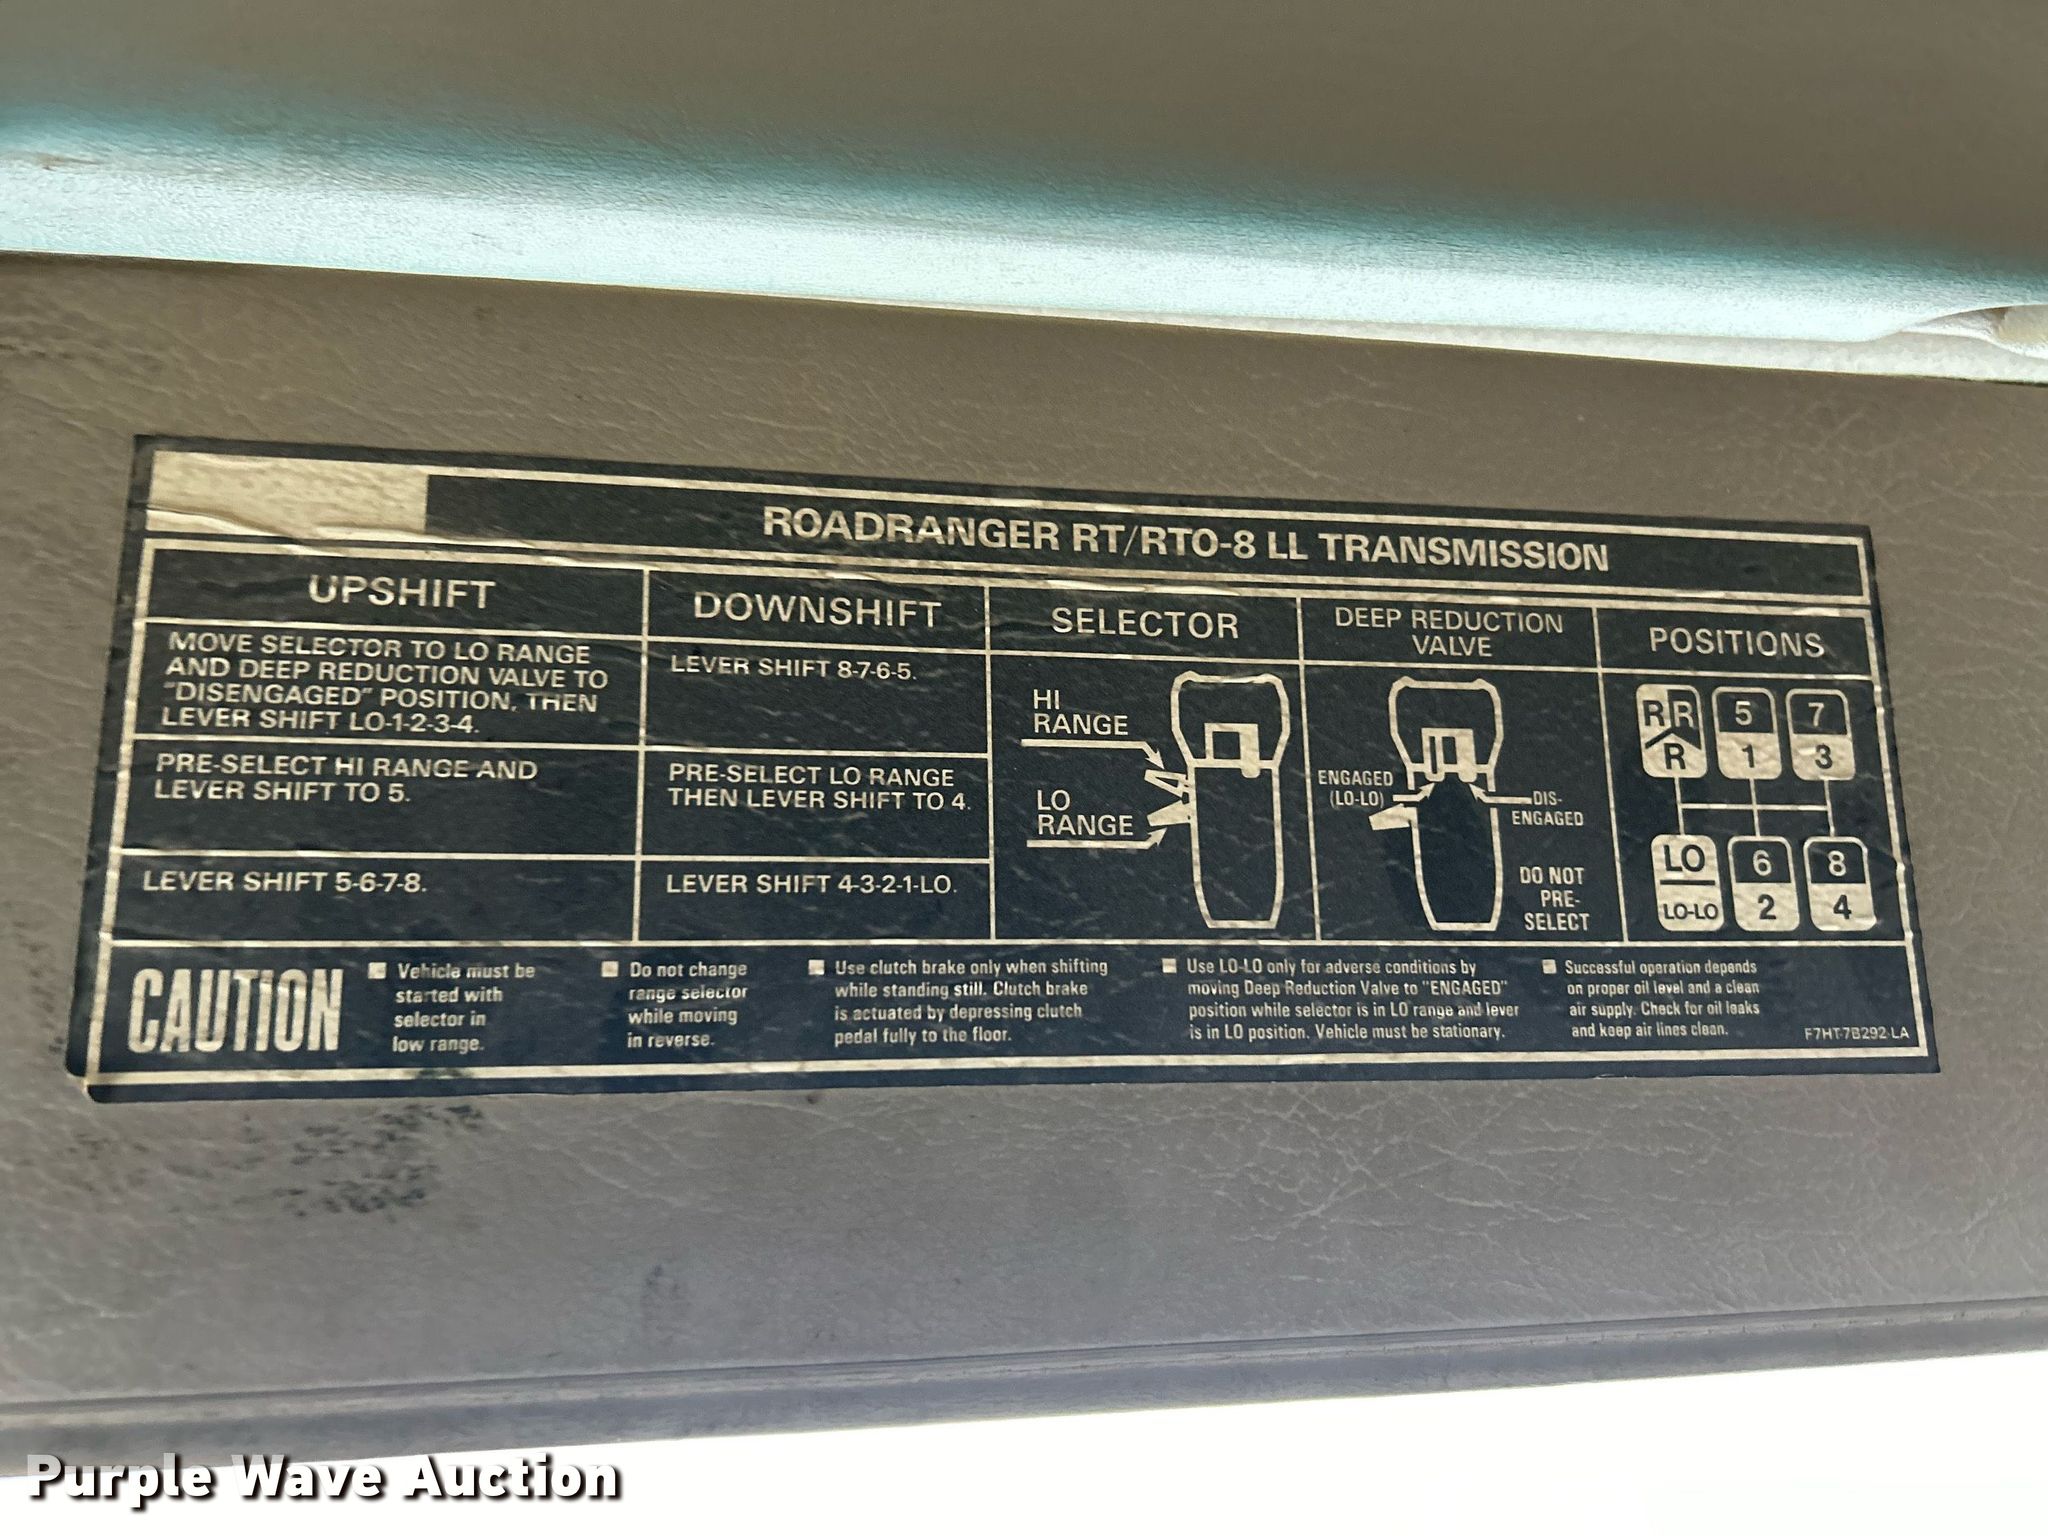 ROADRANGER RT/RTO-8 LL TRANSMISSION
UPSHIFT
MOVE SELECTOR TO LO RANGE
AND DEEP REDUCTION VALVE TO
"DISENGAGED" POSITION, THEN
LEVER SHIFT LO-1-2-3-4.
PRE-SELECT HI RANGE AND
LEVER SHIFT TO 5.
LEVER SHIFT 5-6-7-8.
DOWNSHIFT
LEVER SHIFT 8-7-6-5.
PRE-SELECT LO RANGE
THEN LEVER SHIFT TO 4.
LEVER SHIFT 4-3-2-1-LO.
SELECTOR
HI
RANGE
LO
RANGE
DEEP REDUCTION
VALVE
ENGAGED
(LO-LO)
DIS-
ENGAGED
DO NOT
PRE-
SELECT
POSITIONS
R R 5 7
R 1 3
LO 6 8
LO-LO 2 4
CAUTION
Vehicle must be
started with
selector in
low range.
Do not change
range selector
while moving
in reverse.
Use clutch brake only when shifting
while standing still. Clutch brake
is actuated by depressing clutch
pedal fully to the floor.
Use LO-LO only for adverse conditions by
moving Deep Reduction Valve to "ENGAGED"
position while selector is in LO range and lever
is in LO position. Vehicle must be stationary.
Successful operation depends
on proper oil level and a clean
air supply. Check for oil leaks
and keep air lines clean.
F7HT-7B292-LA
Purple Wave Auction